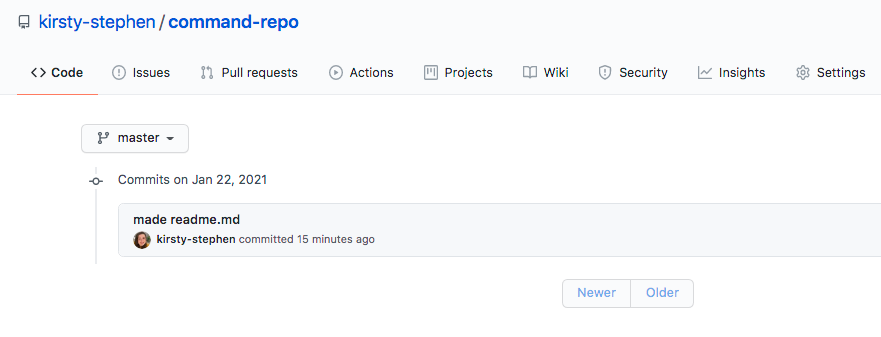 kirsty-stephen / command-repo
Code Issues Pull requests Actions Projects Wiki Security Insights Settings
master
Commits on Jan 22, 2021
made readme.md
kirsty-stephen committed 15 minutes ago
Newer Older